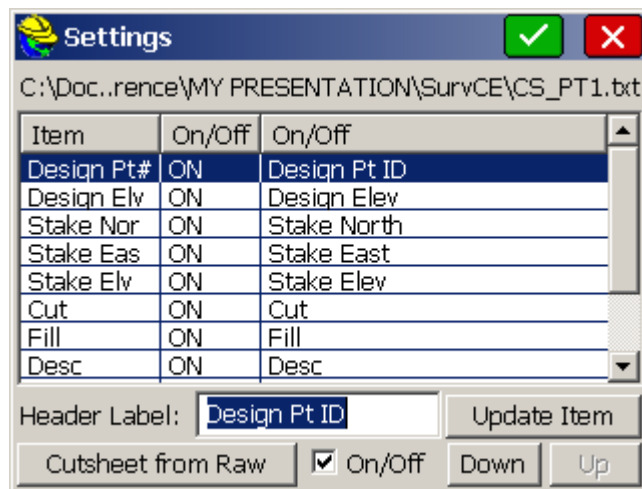 Settings
C:\Doc..rence\MY PRESENTATION\SurvCE\CS_PT1.txt
Item On/Off On/Off
Design Pt# ON Design Pt ID
Design Elv ON Design Elev
Stake Nor ON Stake North
Stake Eas ON Stake East
Stake Elv ON Stake Elev
Cut ON Cut
Fill ON Fill
Desc ON Desc
Header Label: Design Pt ID Update Item
Cutsheet from Raw On/Off Down Up